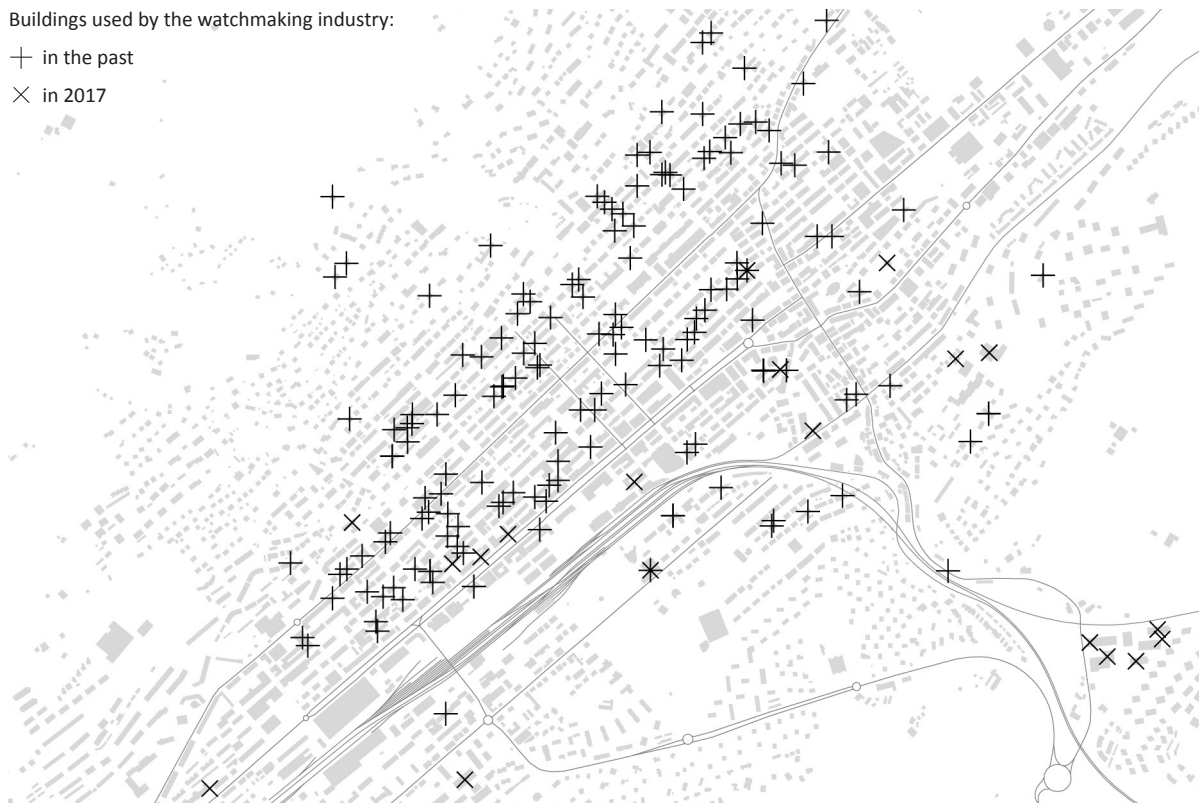 Buildings used by the watchmaking industry:
in the past
in 2017